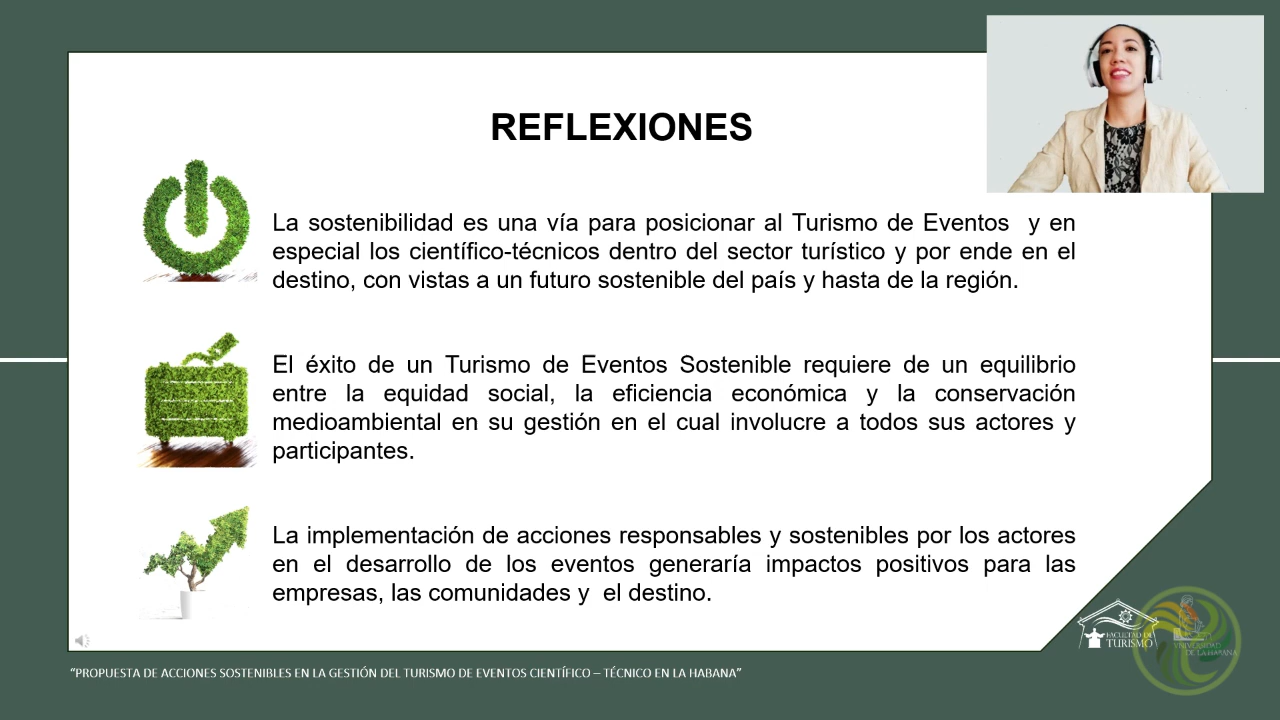 REFLEXIONES
La sostenibilidad es una vía para posicionar al Turismo de Eventos  y en
especial los científico-técnicos dentro del sector turístico y por ende en el
destino, con vistas a un futuro sostenible del país y hasta de la región.
El éxito de un Turismo de Eventos Sostenible requiere de un equilibrio
entre la equidad social, la eficiencia económica y la conservación
medioambiental en su gestión en el cual involucre a todos sus actores y
participantes.
La implementación de acciones responsables y sostenibles por los actores
en el desarrollo de los eventos generaría impactos positivos para las
empresas, las comunidades y  el destino.
FACULTAD DE
TURISMO
UNIVERSIDAD
DE LA HABANA
“PROPUESTA DE ACCIONES SOSTENIBLES EN LA GESTIÓN DEL TURISMO DE EVENTOS CIENTÍFICO – TÉCNICO EN LA HABANA”